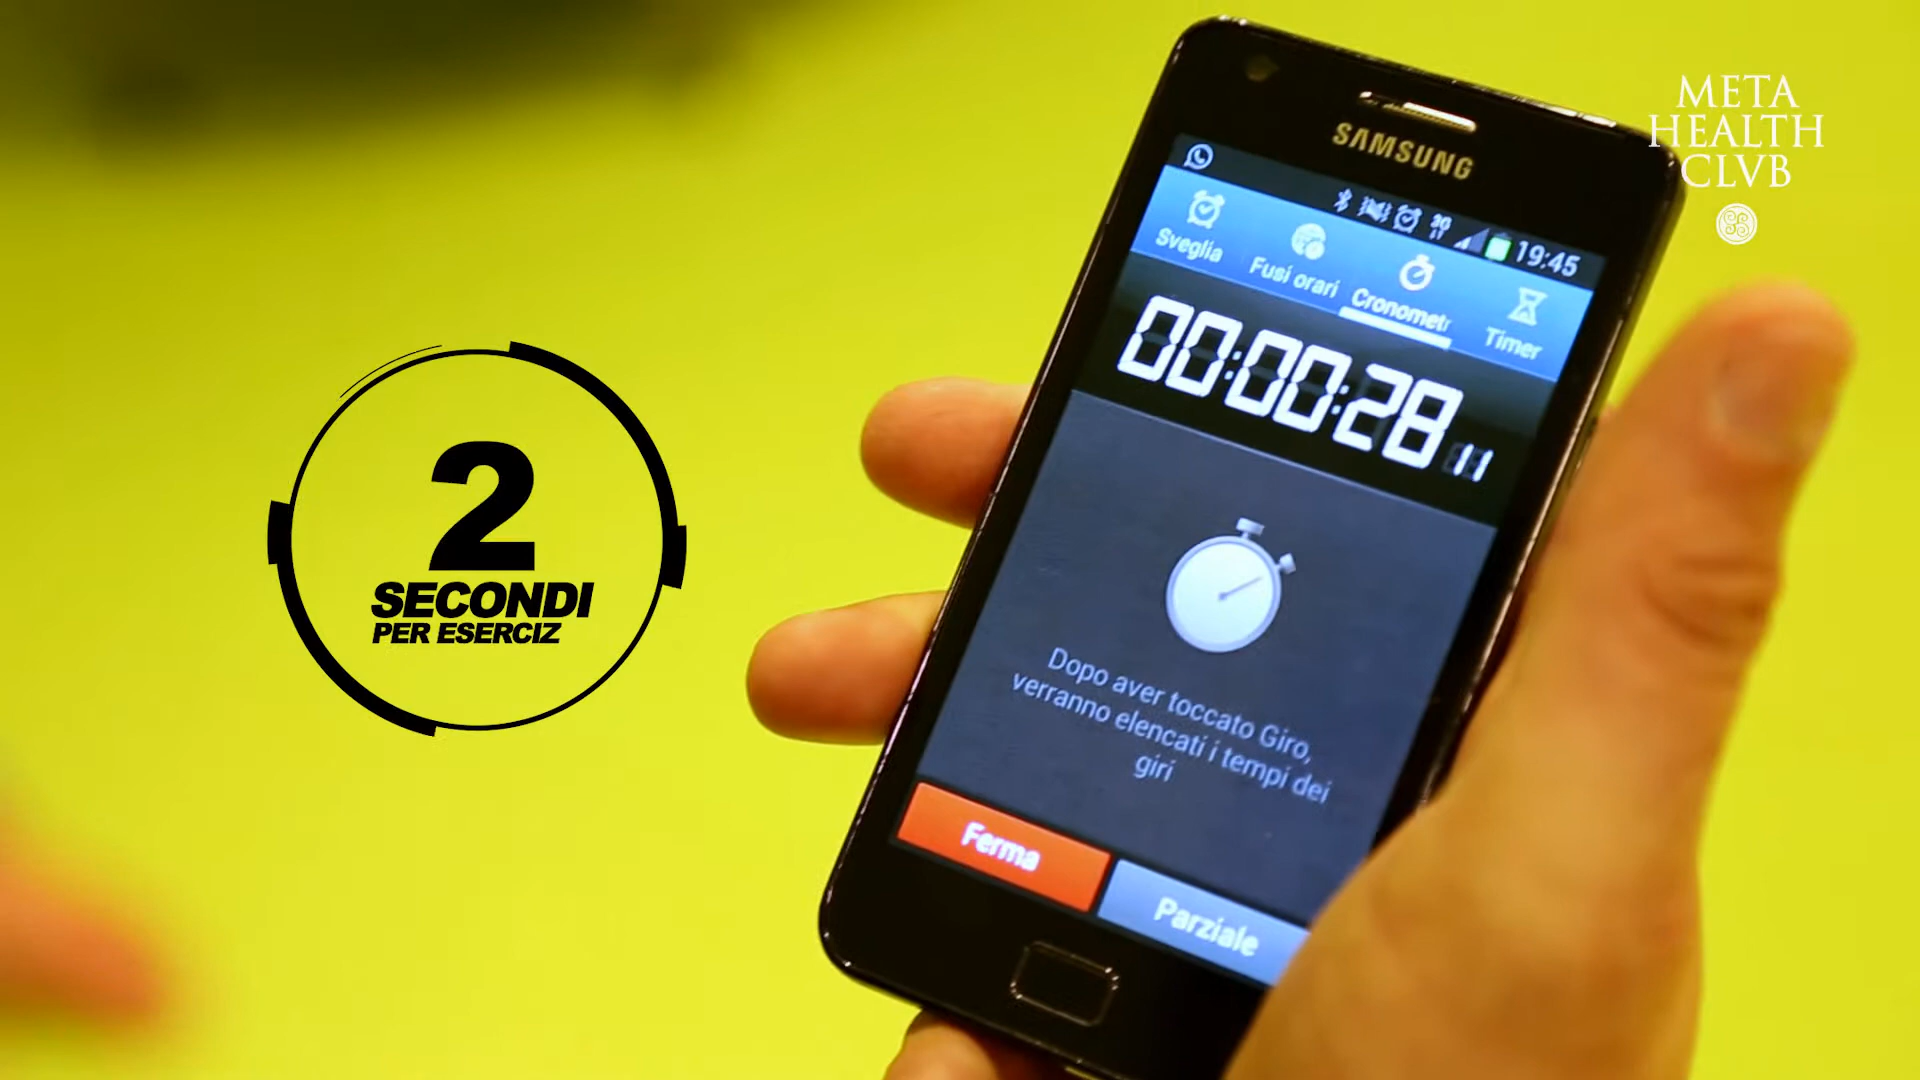 META
HEALTH
CLVB
SAMSUNG
19:45
Sveglia
Fusi orari
Cronometr
Timer
00:00:28 11
2
SECONDI
PER ESERCIZ
Dopo aver toccato Giro,
verranno elencati i tempi dei
giri
Ferma
Parziale